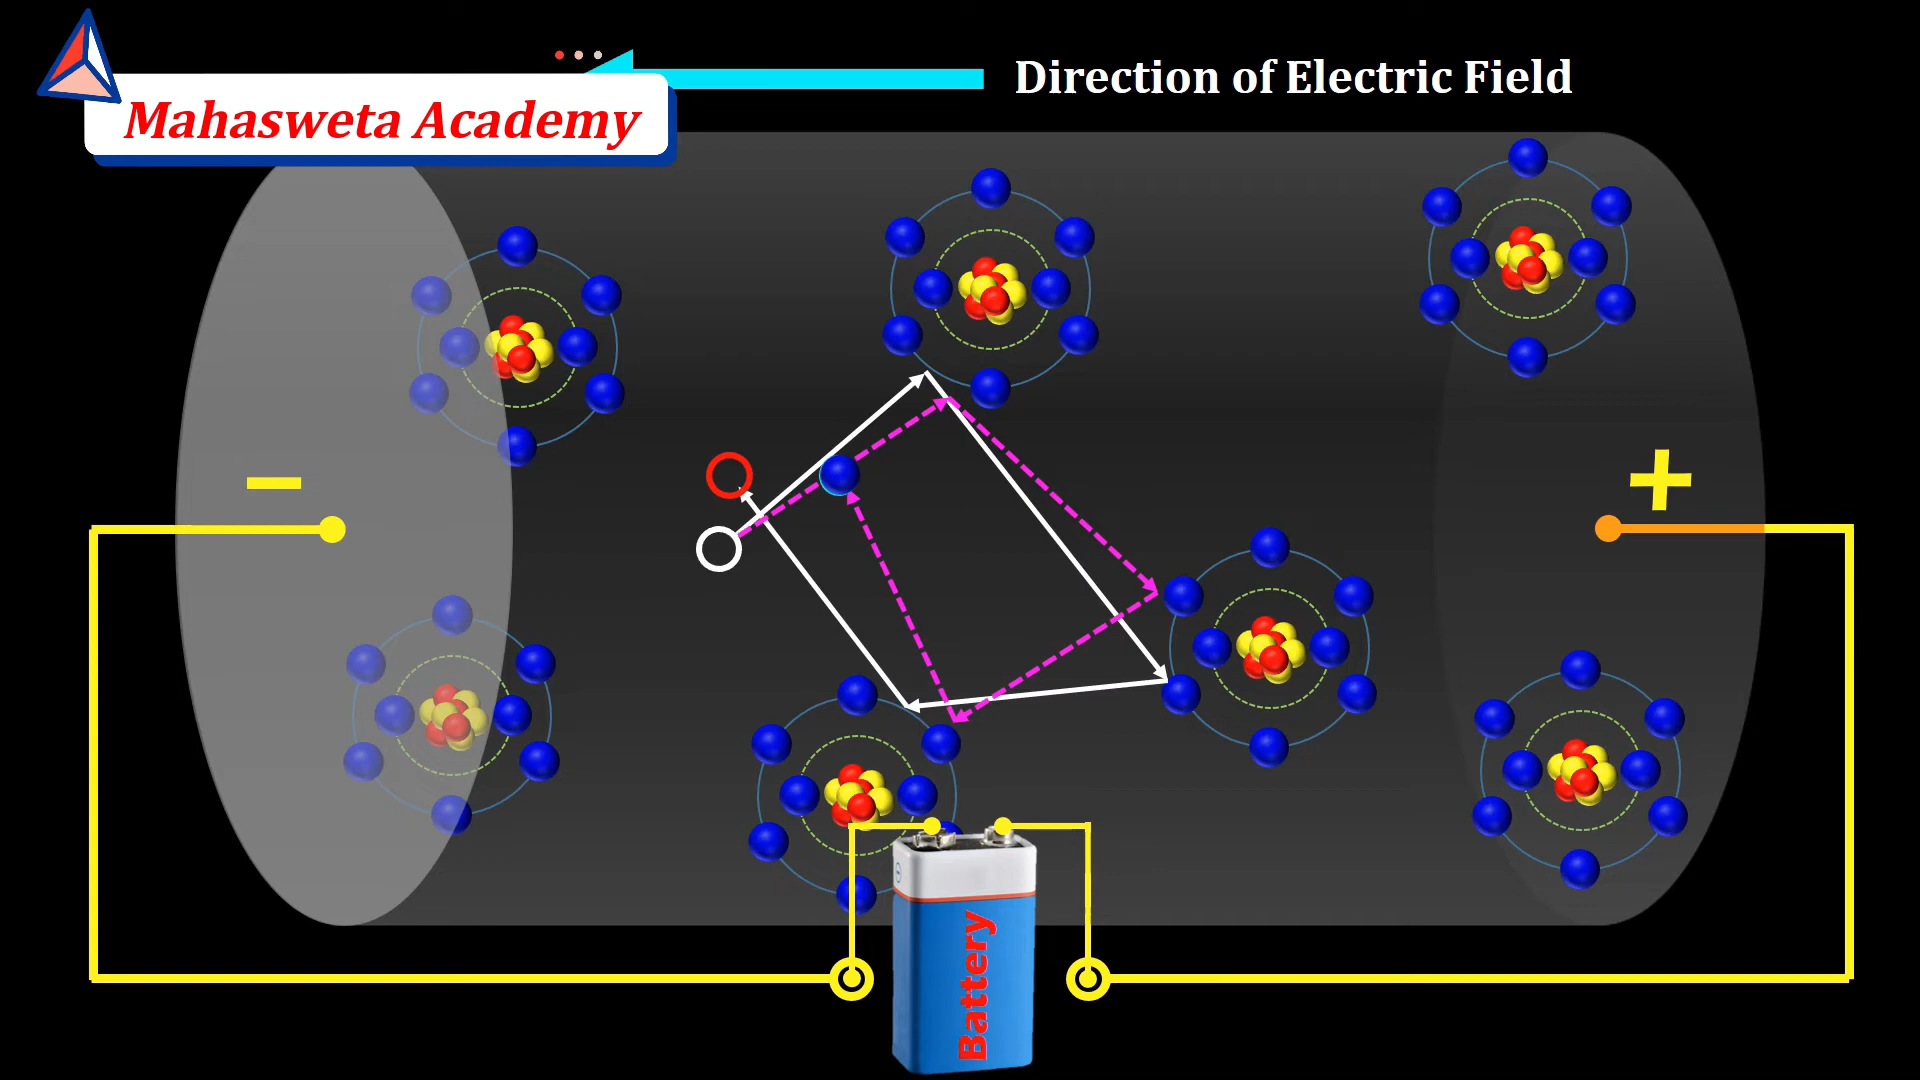 Direction of Electric Field
Mahasweta Academy
−
+
Battery